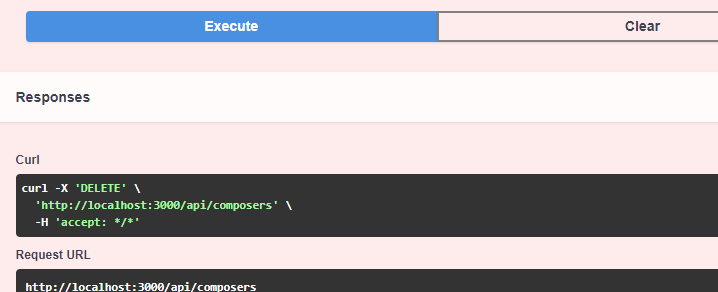 Execute
Clear
Responses
Curl
curl -X 'DELETE' \
'http://localhost:3000/api/composers' \
-H 'accept: */*'
Request URL
http://localhost:3000/api/composers